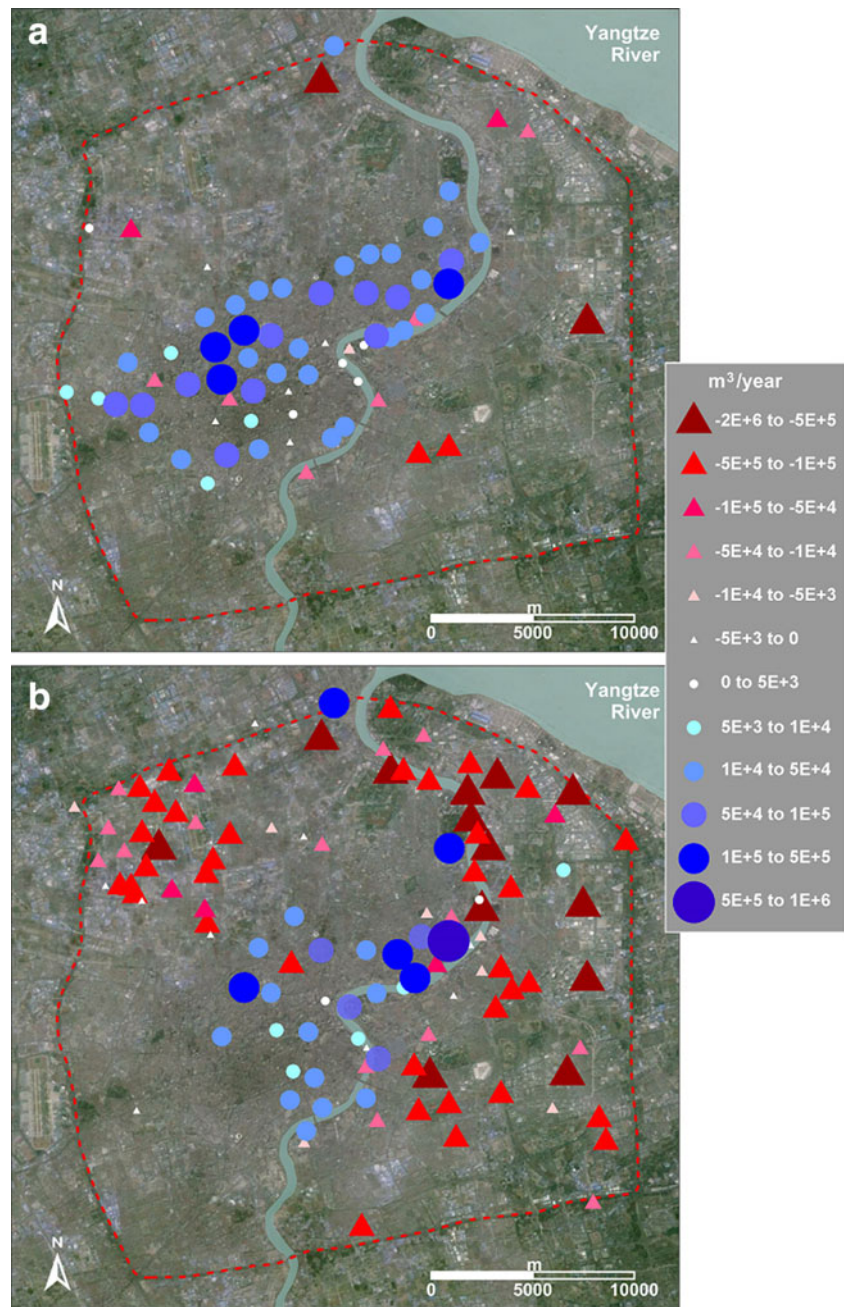 a
Yangtze
River
N
m
0 5000 10000
m³/year
-2E+6 to -5E+5
-5E+5 to -1E+5
-1E+5 to -5E+4
-5E+4 to -1E+4
-1E+4 to -5E+3
-5E+3 to 0
0 to 5E+3
5E+3 to 1E+4
1E+4 to 5E+4
5E+4 to 1E+5
1E+5 to 5E+5
5E+5 to 1E+6
b
Yangtze
River
N
m
0 5000 10000